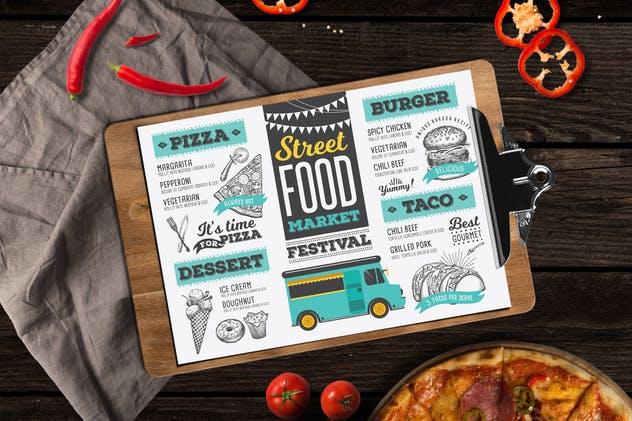 PIZZA
MARGARITA
PEPPERONI
VEGETARIAN
ALWAYS HOT
It's time
FOR PIZZA
DESSERT
ICE CREAM
DOUGHNUT
Street
FOOD
MARKET
FESTIVAL
BURGER
SPICY CHICKEN
VEGETARIAN
CHILI BEEF
DELICIOUS
Yummy!
TACO
CHILI BEEF
GRILLED PORK
Best
GOURMET
3 TACOS PER SERVE